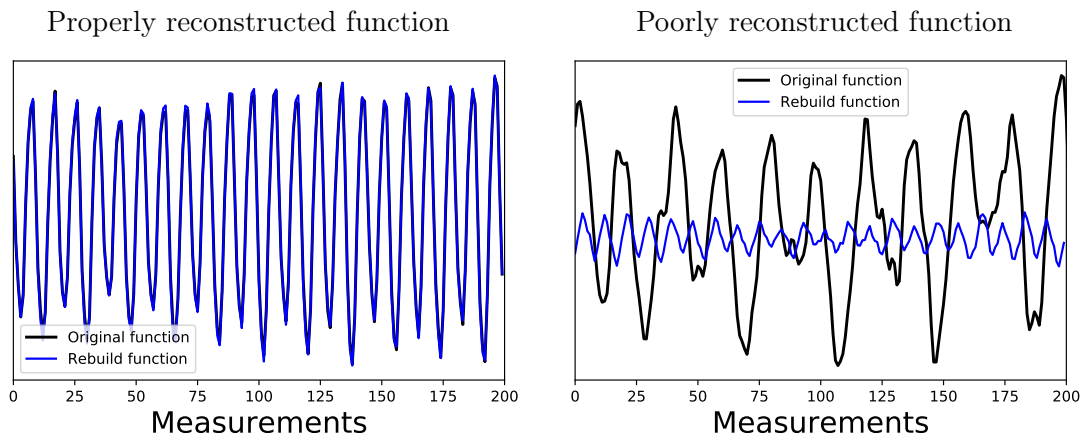 Properly reconstructed function
Original function
Rebuild function
0 25 50 75 100 125 150 175 200
Measurements
Poorly reconstructed function
Original function
Rebuild function
0 25 50 75 100 125 150 175 200
Measurements